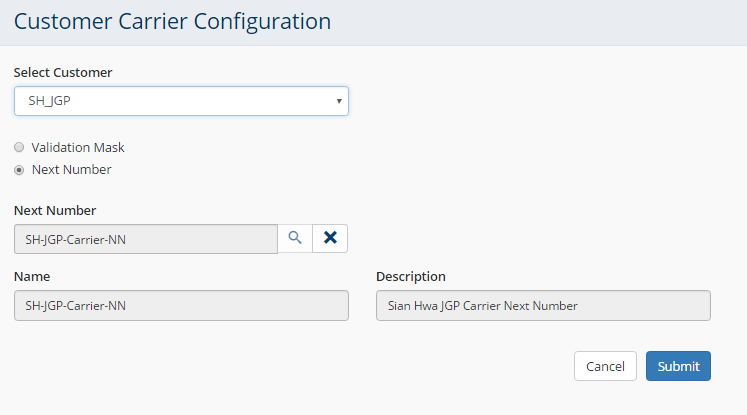 Customer Carrier Configuration
Select Customer
SH_JGP
Validation Mask
Next Number
Next Number
SH-JGP-Carrier-NN
Name
Description
SH-JGP-Carrier-NN
Sian Hwa JGP Carrier Next Number
Cancel
Submit